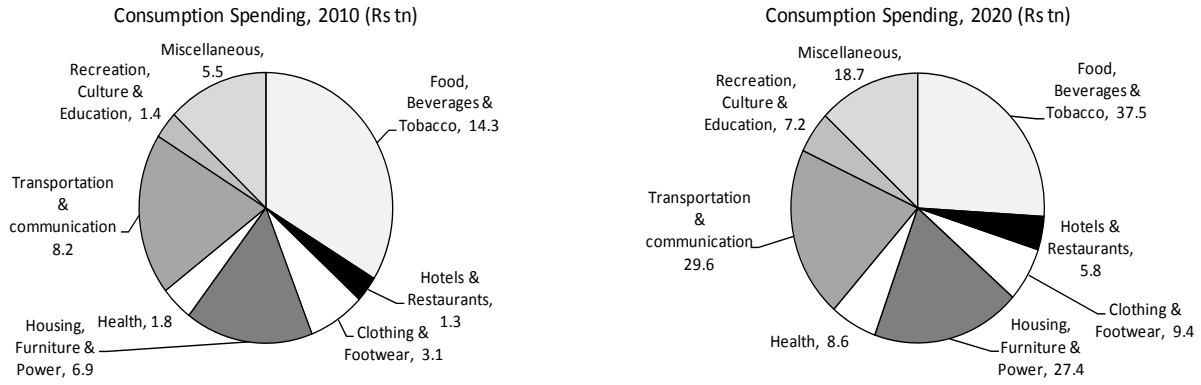 Consumption Spending, 2010 (Rs tn)
Miscellaneous,
5.5
Recreation,
Culture &
Education, 1.4
Food,
Beverages &
Tobacco, 14.3
Transportation
&
communication
8.2
Hotels &
Restaurants,
1.3
Health, 1.8
Clothing &
Footwear, 3.1
Housing,
Furniture &
Power, 6.9
Consumption Spending, 2020 (Rs tn)
Miscellaneous,
18.7
Recreation,
Culture &
Education, 7.2
Food,
Beverages &
Tobacco, 37.5
Transportation
&
communication
29.6
Hotels &
Restaurants,
5.8
Clothing &
Footwear, 9.4
Health, 8.6
Housing,
Furniture &
Power, 27.4